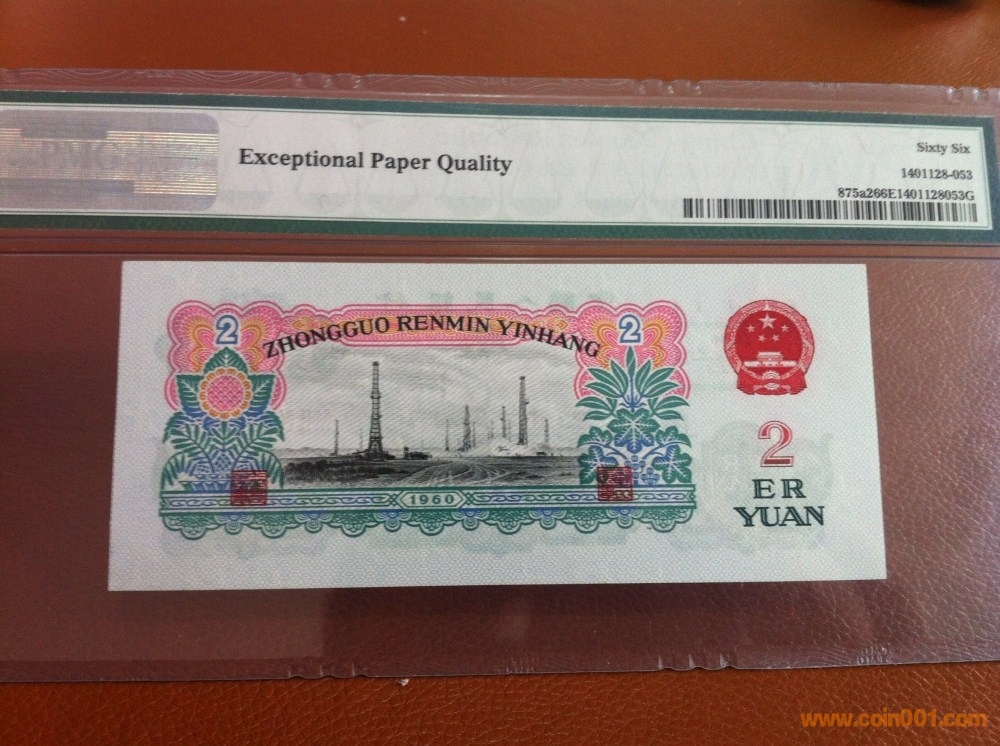 PMG
Exceptional Paper Quality
Sixty Six
1401128-053
875a266E1401128053G
2
2
ZHONGGUO RENMIN YINHANG
1960
2
ER
YUAN
www.coin001.com